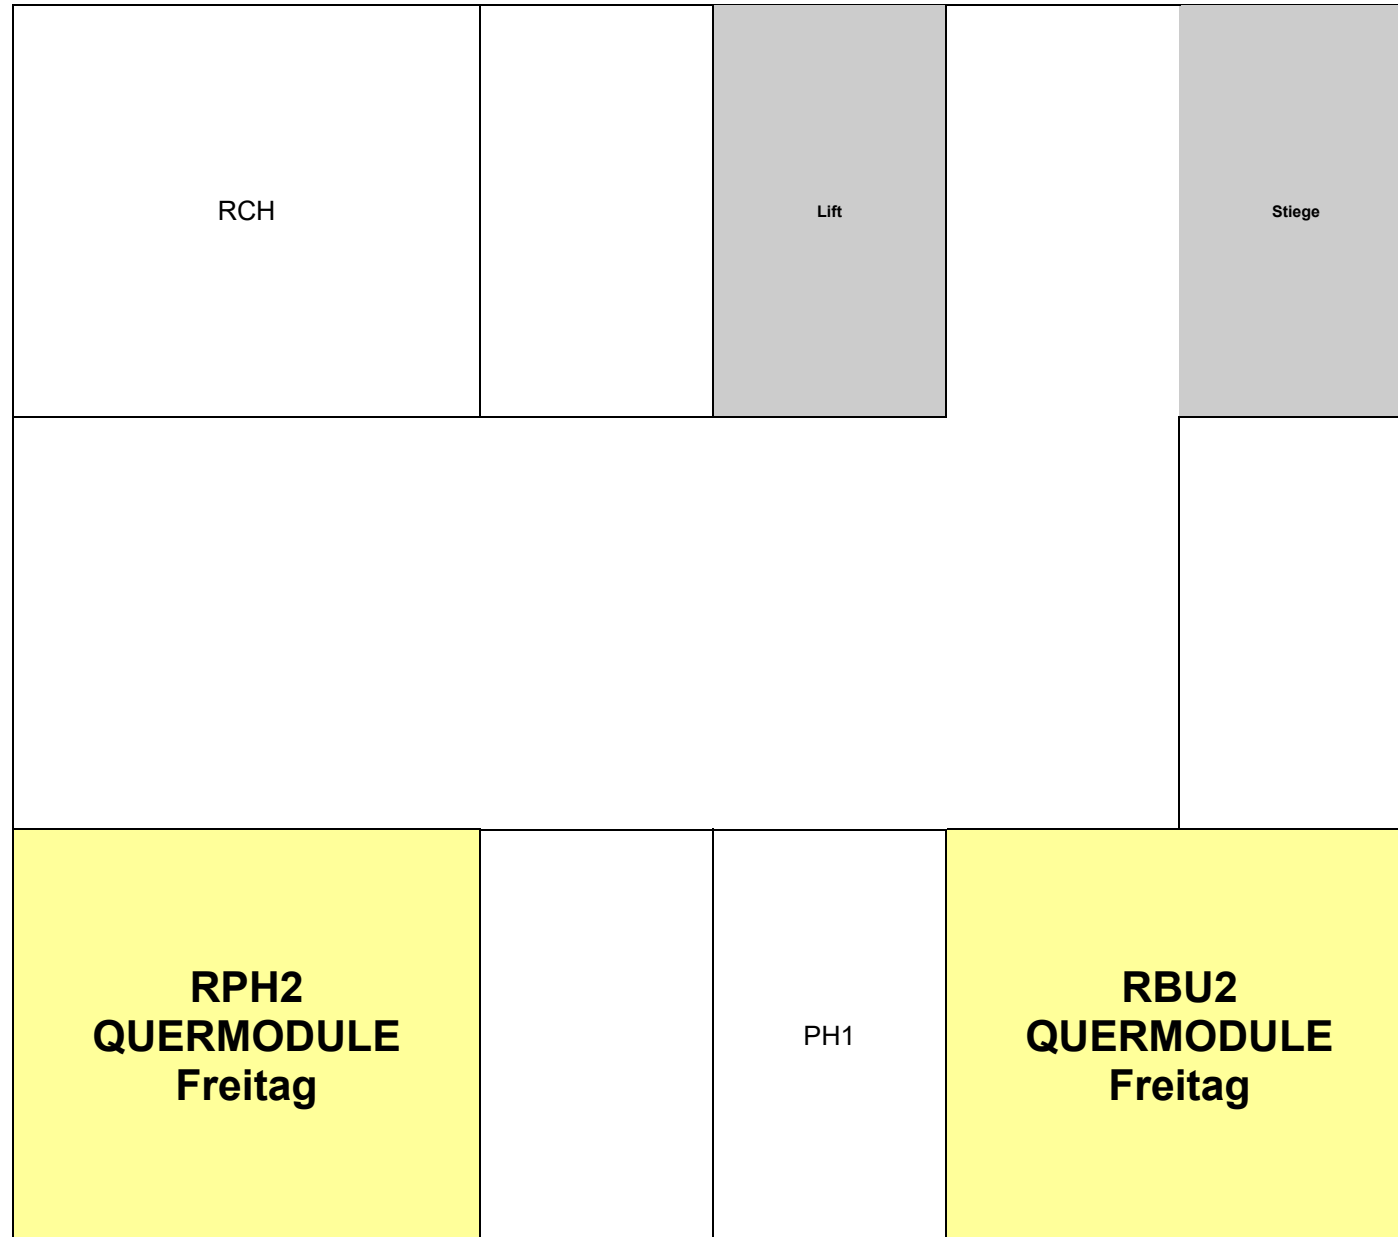 RCH
Lift
Stiege
RPH2
QUERMODULE
Freitag
PH1
RBU2
QUERMODULE
Freitag